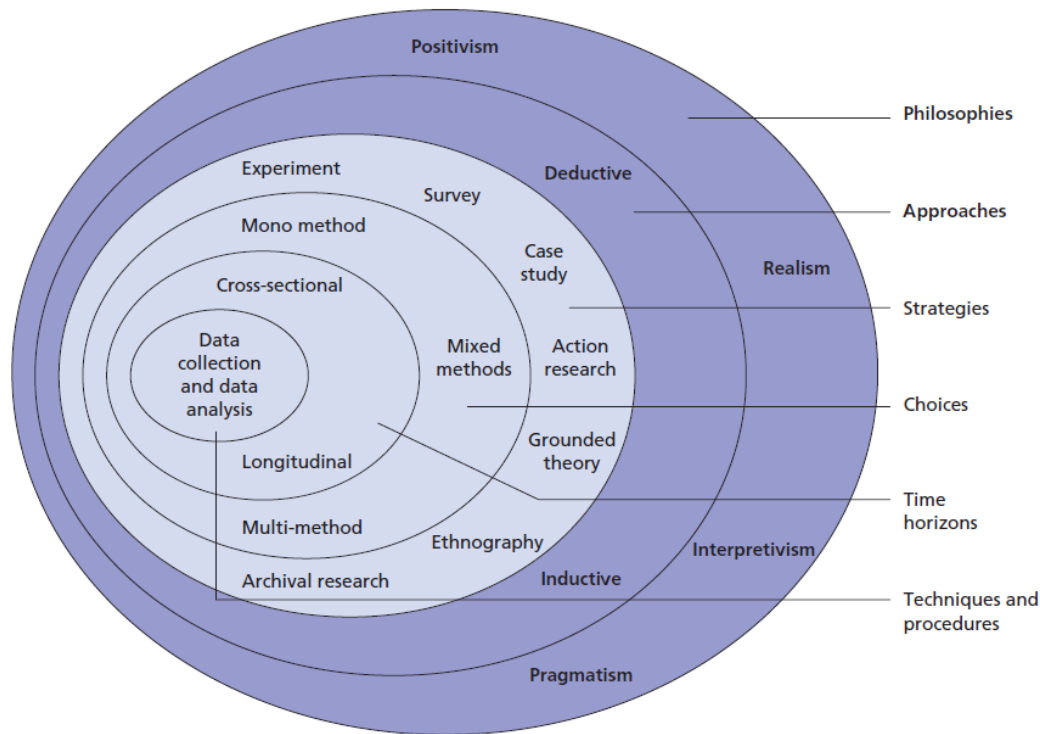 Positivism
Philosophies
Experiment
Deductive
Survey
Approaches
Mono method
Case
study
Realism
Cross-sectional
Strategies
Data
collection
and data
analysis
Mixed
methods
Action
research
Choices
Grounded
theory
Longitudinal
Time
horizons
Multi-method
Ethnography
Interpretivism
Archival research
Inductive
Techniques and
procedures
Pragmatism